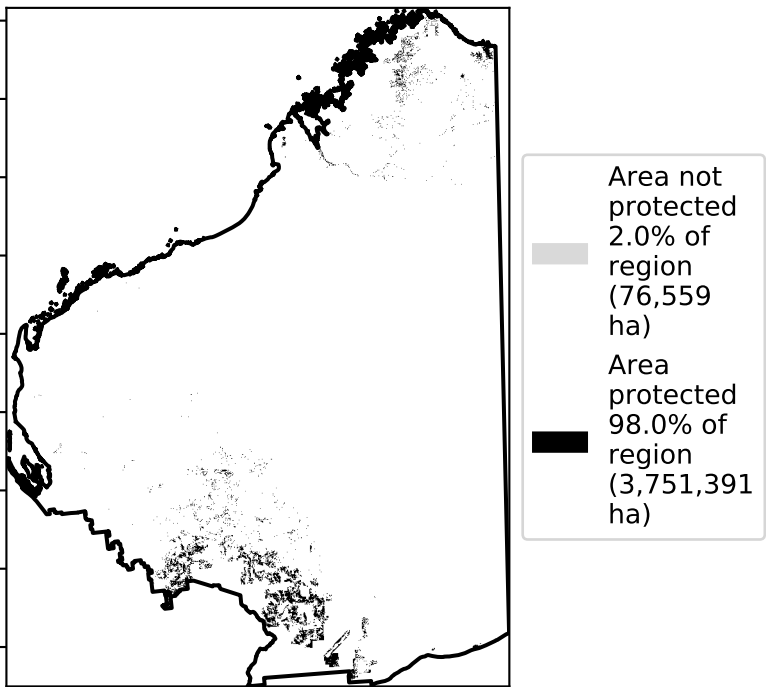 Area not
protected
2.0% of
region
(76,559
ha)
Area
protected
98.0% of
region
(3,751,391
ha)